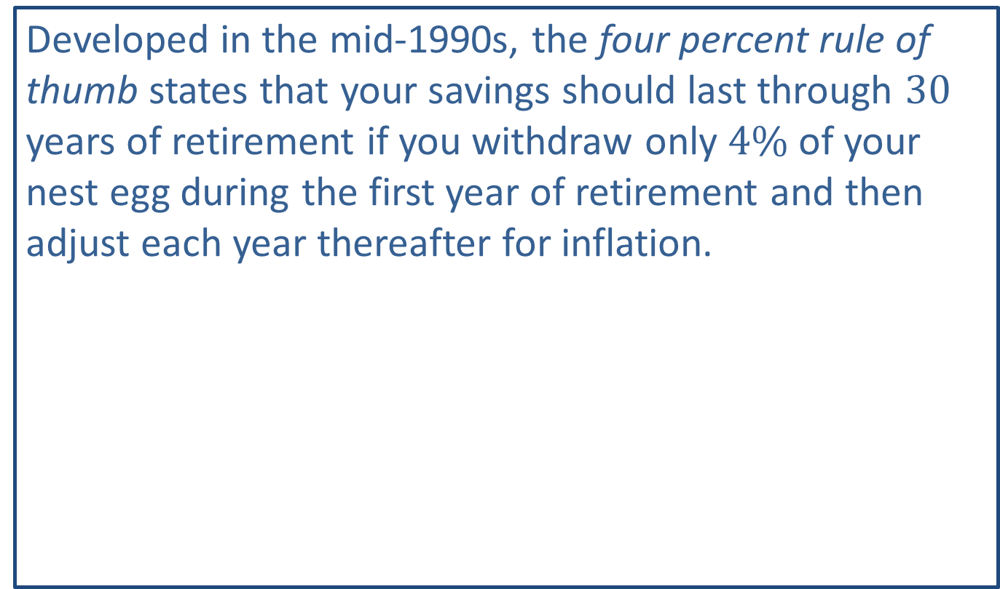 Developed in the mid-1990s, the four percent rule of
thumb states that your savings should last through 30
years of retirement if you withdraw only 4% of your
nest egg during the first year of retirement and then
adjust each year thereafter for inflation.